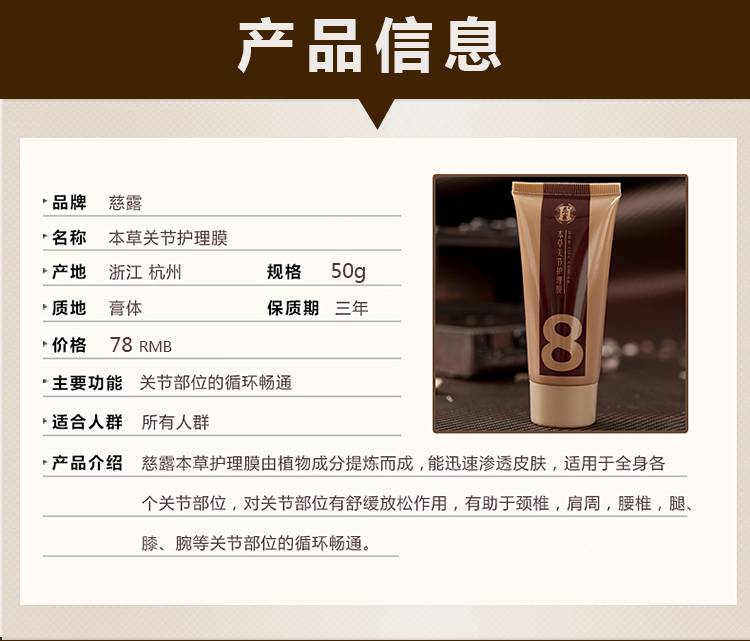 产品信息
品牌 慈露
名称 本草关节护理膜
产地 浙江 杭州 规格 50g
质地 膏体 保质期 三年
价格 78 RMB
主要功能 关节部位的循环畅通
适合人群 所有人群
产品介绍 慈露本草护理膜由植物成分提炼而成，能迅速渗透皮肤，适用于全身各
个关节部位，对关节部位有舒缓放松作用，有助于颈椎，肩周，腰椎，腿、
膝、腕等关节部位的循环畅通。
本草关节护理膜
8